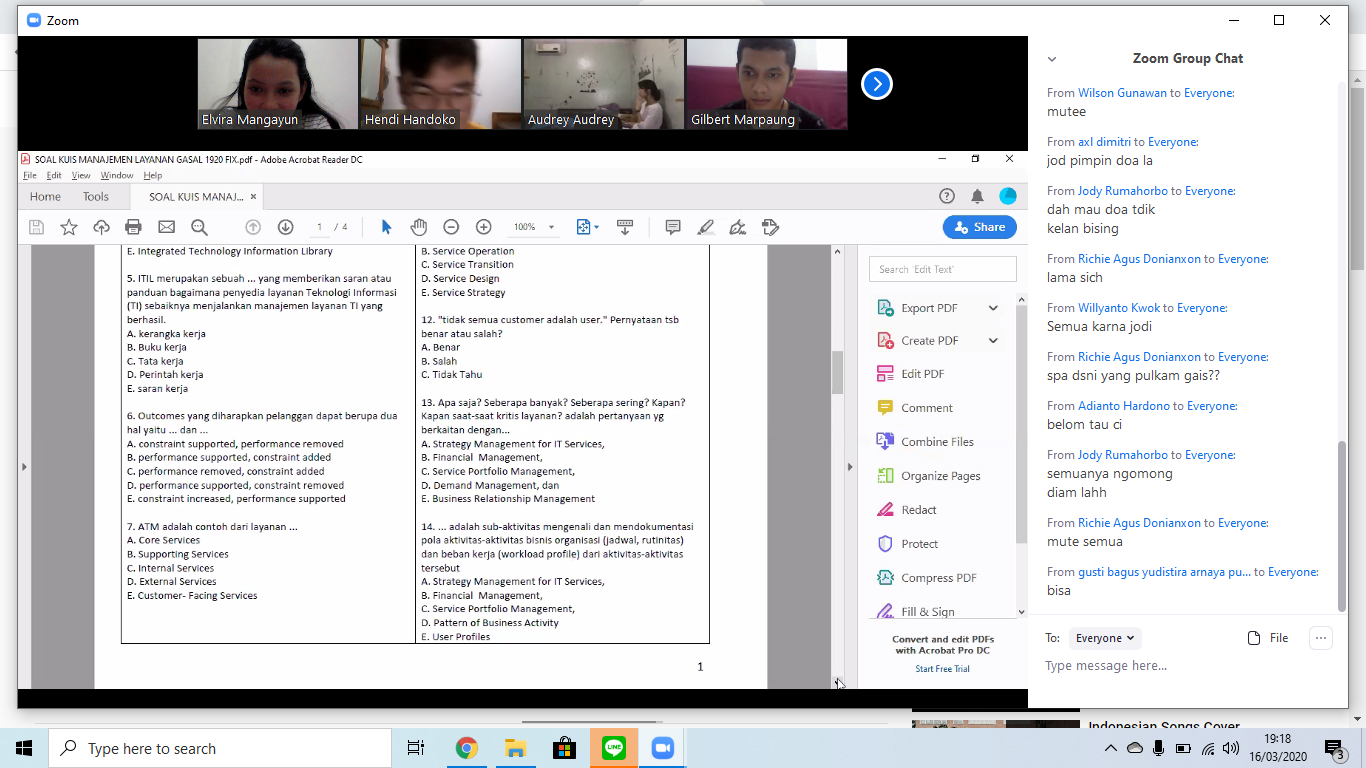 Zoom
Elvira Mangayun
Hendi Handoko
Audrey Audrey
Gilbert Marpaung
SOAL KUIS MANAJEMEN LAYANAN GASAL 1920 FIX.pdf - Adobe Acrobat Reader DC
File Edit View Window Help
Home Tools SOAL KUIS MANAJ... ×
1 / 4
100%
Share
E. Integrated Technology Information Library
5. ITIL merupakan sebuah ... yang memberikan saran atau
panduan bagaimana penyedia layanan Teknologi Informasi
(TI) sebaiknya menjalankan manajemen layanan TI yang
berhasil.
A. kerangka kerja
B. Buku kerja
C. Tata kerja
D. Perintah kerja
E. saran kerja
6. Outcomes yang diharapkan pelanggan dapat berupa dua
hal yaitu ... dan ...
A. constraint supported, performance removed
B. performance supported, constraint added
C. performance removed, constraint added
D. performance supported, constraint removed
E. constraint increased, performance supported
7. ATM adalah contoh dari layanan ...
A. Core Services
B. Supporting Services
C. Internal Services
D. External Services
E. Customer- Facing Services
B. Service Operation
C. Service Transition
D. Service Design
E. Service Strategy
12. "tidak semua customer adalah user." Pernyataan tsb
benar atau salah?
A. Benar
B. Salah
C. Tidak Tahu
13. Apa saja? Seberapa banyak? Seberapa sering? Kapan?
Kapan saat-saat kritis layanan? adalah pertanyaan yg
berkaitan dengan...
A. Strategy Management for IT Services,
B. Financial Management,
C. Service Portfolio Management,
D. Demand Management, dan
E. Business Relationship Management
14. ... adalah sub-aktivitas mengenali dan mendokumentasi
pola aktivitas-aktivitas bisnis organisasi (jadwal, rutinitas)
dan beban kerja (workload profile) dari aktivitas-aktivitas
tersebut
A. Strategy Management for IT Services,
B. Financial Management,
C. Service Portfolio Management,
D. Pattern of Business Activity
E. User Profiles
1
Search 'Edit Text'
Export PDF
Create PDF
Edit PDF
Comment
Combine Files
Organize Pages
Redact
Protect
Compress PDF
Fill & Sign
Convert and edit PDFs
with Acrobat Pro DC
Start Free Trial
Zoom Group Chat
From Wilson Gunawan to Everyone:
mutee
From axl dimitri to Everyone:
jod pimpin doa la
From Jody Rumahorbo to Everyone:
dah mau doa tdik
kelan bising
From Richie Agus Donianxon to Everyone:
lama sich
From Willyanto Kwok to Everyone:
Semua karna jodi
From Richie Agus Donianxon to Everyone:
spa dsni yang pulkam gais??
From Adianto Hardono to Everyone:
belom tau ci
From Jody Rumahorbo to Everyone:
semuanya ngomong
diam lahh
From Richie Agus Donianxon to Everyone:
mute semua
From gusti bagus yudistira arnaya pu... to Everyone:
bisa
To: Everyone
File
...
Type message here...
Indonesian Songs Cover
Type here to search
LINE
19:18
16/03/2020
3